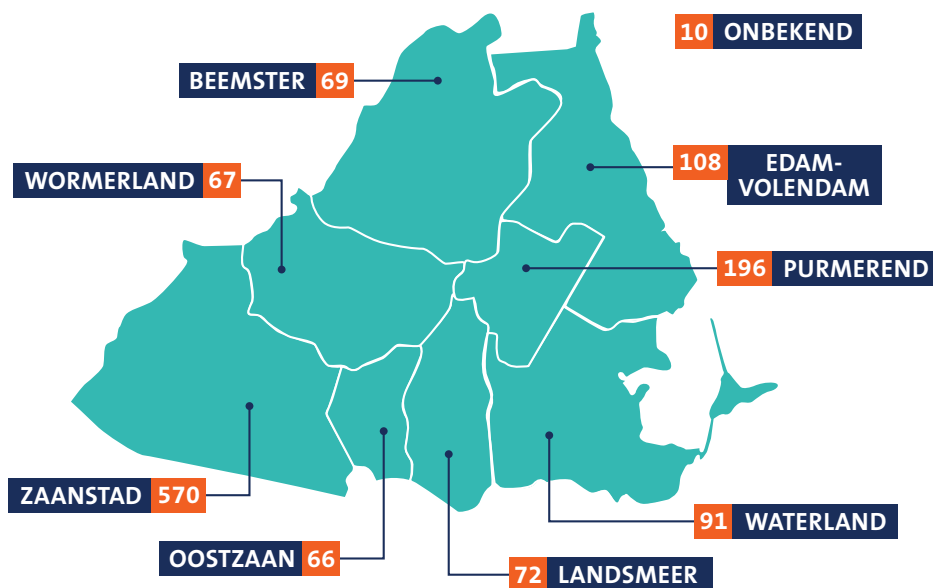 10 ONBEKEND
BEEMSTER 69
108 EDAM-
VOLENDAM
WORMERLAND 67
196 PURMEREND
ZAANSTAD 570
91 WATERLAND
OOSTZAAN 66
72 LANDSMEER